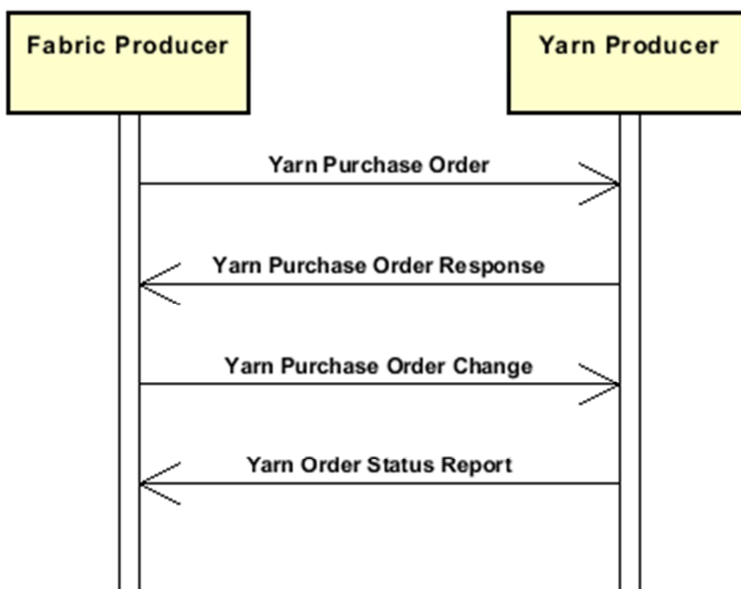 Fabric Producer
Yarn Producer
Yarn Purchase Order
Yarn Purchase Order Response
Yarn Purchase Order Change
Yarn Order Status Report